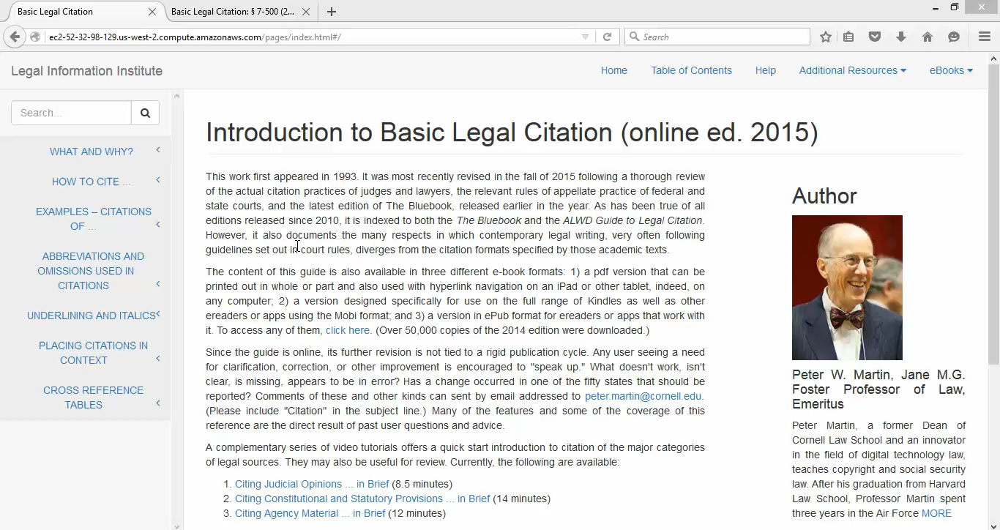 Basic Legal Citation
Basic Legal Citation: § 7-500 (2...
ec2-52-32-98-129.us-west-2.compute.amazonaws.com/pages/index.html#/
Search
Legal Information Institute
Home
Table of Contents
Help
Additional Resources
eBooks
Search...
WHAT AND WHY?
HOW TO CITE ...
EXAMPLES – CITATIONS
OF ...
ABBREVIATIONS AND
OMISSIONS USED IN
CITATIONS
UNDERLINING AND ITALICS
PLACING CITATIONS IN
CONTEXT
CROSS REFERENCE
TABLES
Introduction to Basic Legal Citation (online ed. 2015)
This work first appeared in 1993. It was most recently revised in the fall of 2015 following a thorough review
of the actual citation practices of judges and lawyers, the relevant rules of appellate practice of federal and
state courts, and the latest edition of The Bluebook, released earlier in the year. As has been true of all
editions released since 2010, it is indexed to both the The Bluebook and the ALWD Guide to Legal Citation.
However, it also documents the many respects in which contemporary legal writing, very often following
guidelines set out in court rules, diverges from the citation formats specified by those academic texts.
The content of this guide is also available in three different e-book formats: 1) a pdf version that can be
printed out in whole or part and also used with hyperlink navigation on an iPad or other tablet, indeed, on
any computer; 2) a version designed specifically for use on the full range of Kindles as well as other
ereaders or apps using the Mobi format; and 3) a version in ePub format for ereaders or apps that work with
it. To access any of them, click here. (Over 50,000 copies of the 2014 edition were downloaded.)
Since the guide is online, its further revision is not tied to a rigid publication cycle. Any user seeing a need
for clarification, correction, or other improvement is encouraged to "speak up." What doesn't work, isn't
clear, is missing, appears to be in error? Has a change occurred in one of the fifty states that should be
reported? Comments of these and other kinds can sent by email addressed to peter.martin@cornell.edu.
(Please include "Citation" in the subject line.) Many of the features and some of the coverage of this
reference are the direct result of past user questions and advice.
A complementary series of video tutorials offers a quick start introduction to citation of the major categories
of legal sources. They may also be useful for review. Currently, the following are available:
1. Citing Judicial Opinions ... in Brief (8.5 minutes)
2. Citing Constitutional and Statutory Provisions ... in Brief (14 minutes)
3. Citing Agency Material ... in Brief (12 minutes)
Author
Peter W. Martin, Jane M.G.
Foster Professor of Law,
Emeritus
Peter Martin, a former Dean of
Cornell Law School and an innovator
in the field of digital technology law,
teaches copyright and social security
law. After his graduation from Harvard
Law School, Professor Martin spent
three years in the Air Force MORE